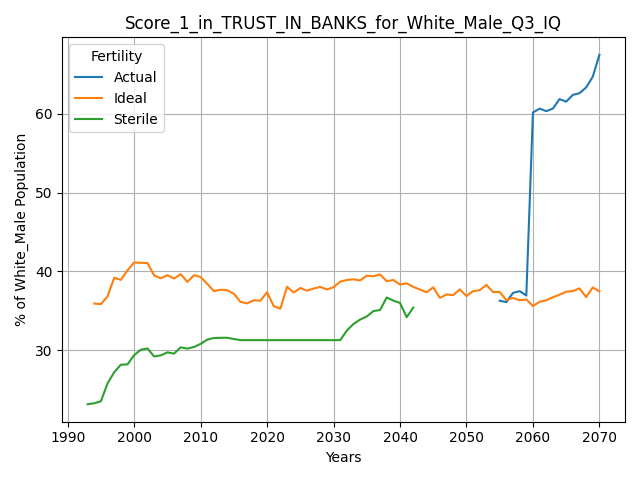 Score_1_in_TRUST_IN_BANKS_for_White_Male_Q3_IQ
Fertility
Actual
Ideal
Sterile
% of White_Male Population
60
50
40
30
1990 2000 2010 2020 2030 2040 2050 2060 2070
Years